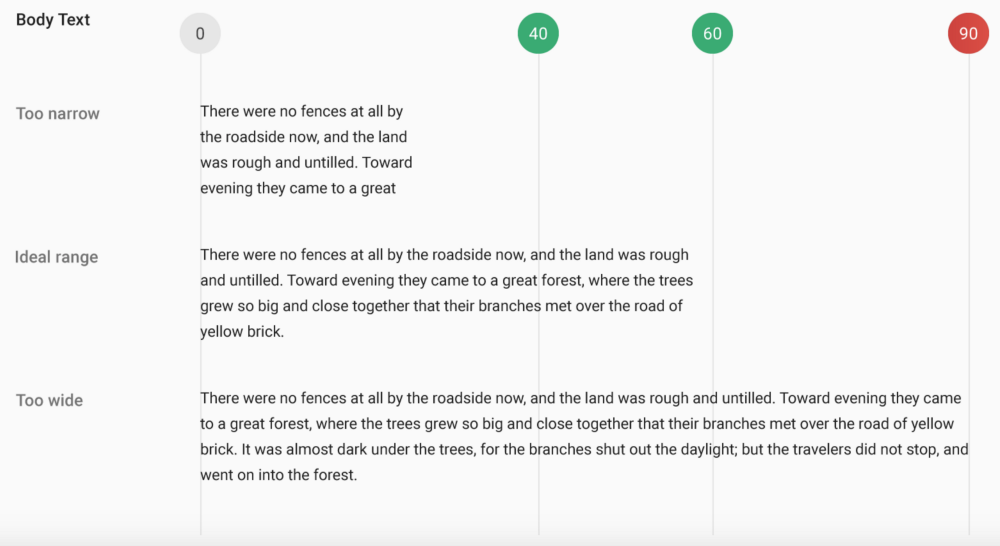 Body Text
0
40
60
90
Too narrow
There were no fences at all by
the roadside now, and the land
was rough and untilled. Toward
evening they came to a great
Ideal range
There were no fences at all by the roadside now, and the land was rough
and untilled. Toward evening they came to a great forest, where the trees
grew so big and close together that their branches met over the road of
yellow brick.
Too wide
There were no fences at all by the roadside now, and the land was rough and untilled. Toward evening they came
to a great forest, where the trees grew so big and close together that their branches met over the road of yellow
brick. It was almost dark under the trees, for the branches shut out the daylight; but the travelers did not stop, and
went on into the forest.